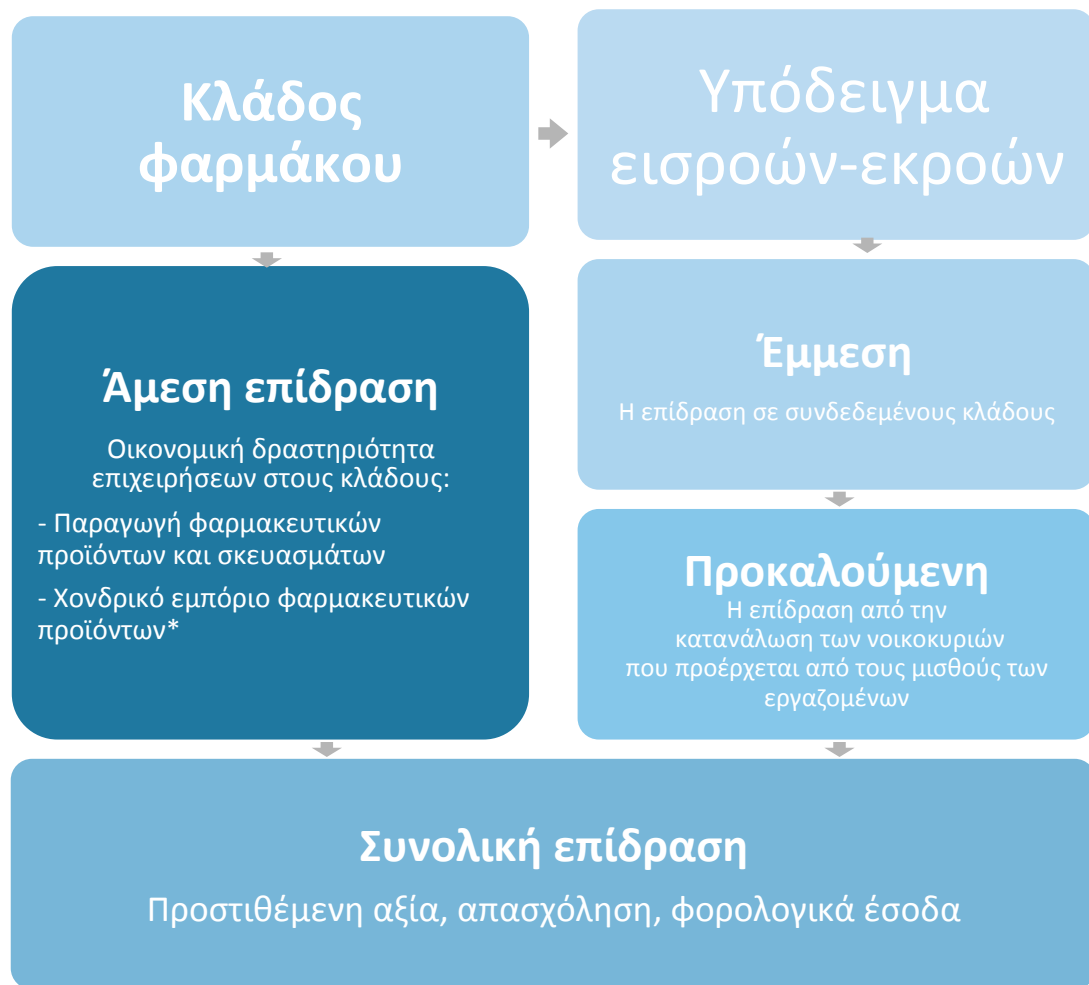 Κλάδος
φαρμάκου
Υπόδειγμα
εισροών-εκροών
Άμεση επίδραση
Οικονομική δραστηριότητα
επιχειρήσεων στους κλάδους:
- Παραγωγή φαρμακευτικών
προϊόντων και σκευασμάτων
- Χονδρικό εμπόριο φαρμακευτικών
προϊόντων*
Έμμεση
Η επίδραση σε συνδεδεμένους κλάδους
Προκαλούμενη
Η επίδραση από την
κατανάλωση των νοικοκυριών
που προέρχεται από τους μισθούς των
εργαζομένων
Συνολική επίδραση
Προστιθέμενη αξία, απασχόληση, φορολογικά έσοδα